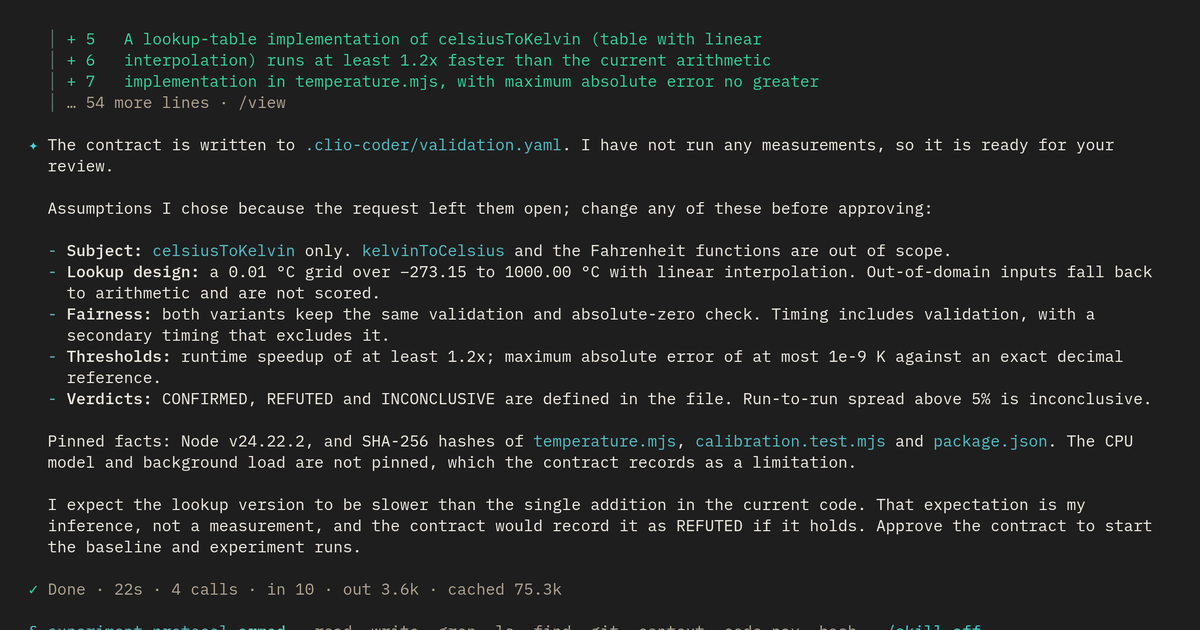 + 5 A lookup-table implementation of celsiusToKelvin (table with linear
+ 6 interpolation) runs at least 1.2x faster than the current arithmetic
+ 7 implementation in temperature.mjs, with maximum absolute error no greater
… 54 more lines · /view
✦ The contract is written to .clio-coder/validation.yaml. I have not run any measurements, so it is ready for your
review.
Assumptions I chose because the request left them open; change any of these before approving:
- Subject: celsiusToKelvin only. kelvinToCelsius and the Fahrenheit functions are out of scope.
- Lookup design: a 0.01 °C grid over −273.15 to 1000.00 °C with linear interpolation. Out-of-domain inputs fall back
to arithmetic and are not scored.
- Fairness: both variants keep the same validation and absolute-zero check. Timing includes validation, with a
secondary timing that excludes it.
- Thresholds: runtime speedup of at least 1.2x; maximum absolute error of at most 1e-9 K against an exact decimal
reference.
- Verdicts: CONFIRMED, REFUTED and INCONCLUSIVE are defined in the file. Run-to-run spread above 5% is inconclusive.
Pinned facts: Node v24.22.2, and SHA-256 hashes of temperature.mjs, calibration.test.mjs and package.json. The CPU
model and background load are not pinned, which the contract records as a limitation.
I expect the lookup version to be slower than the single addition in the current code. That expectation is my
inference, not a measurement, and the contract would record it as REFUTED if it holds. Approve the contract to start
the baseline and experiment runs.
✓ Done · 22s · 4 calls · in 10 · out 3.6k · cached 75.3k